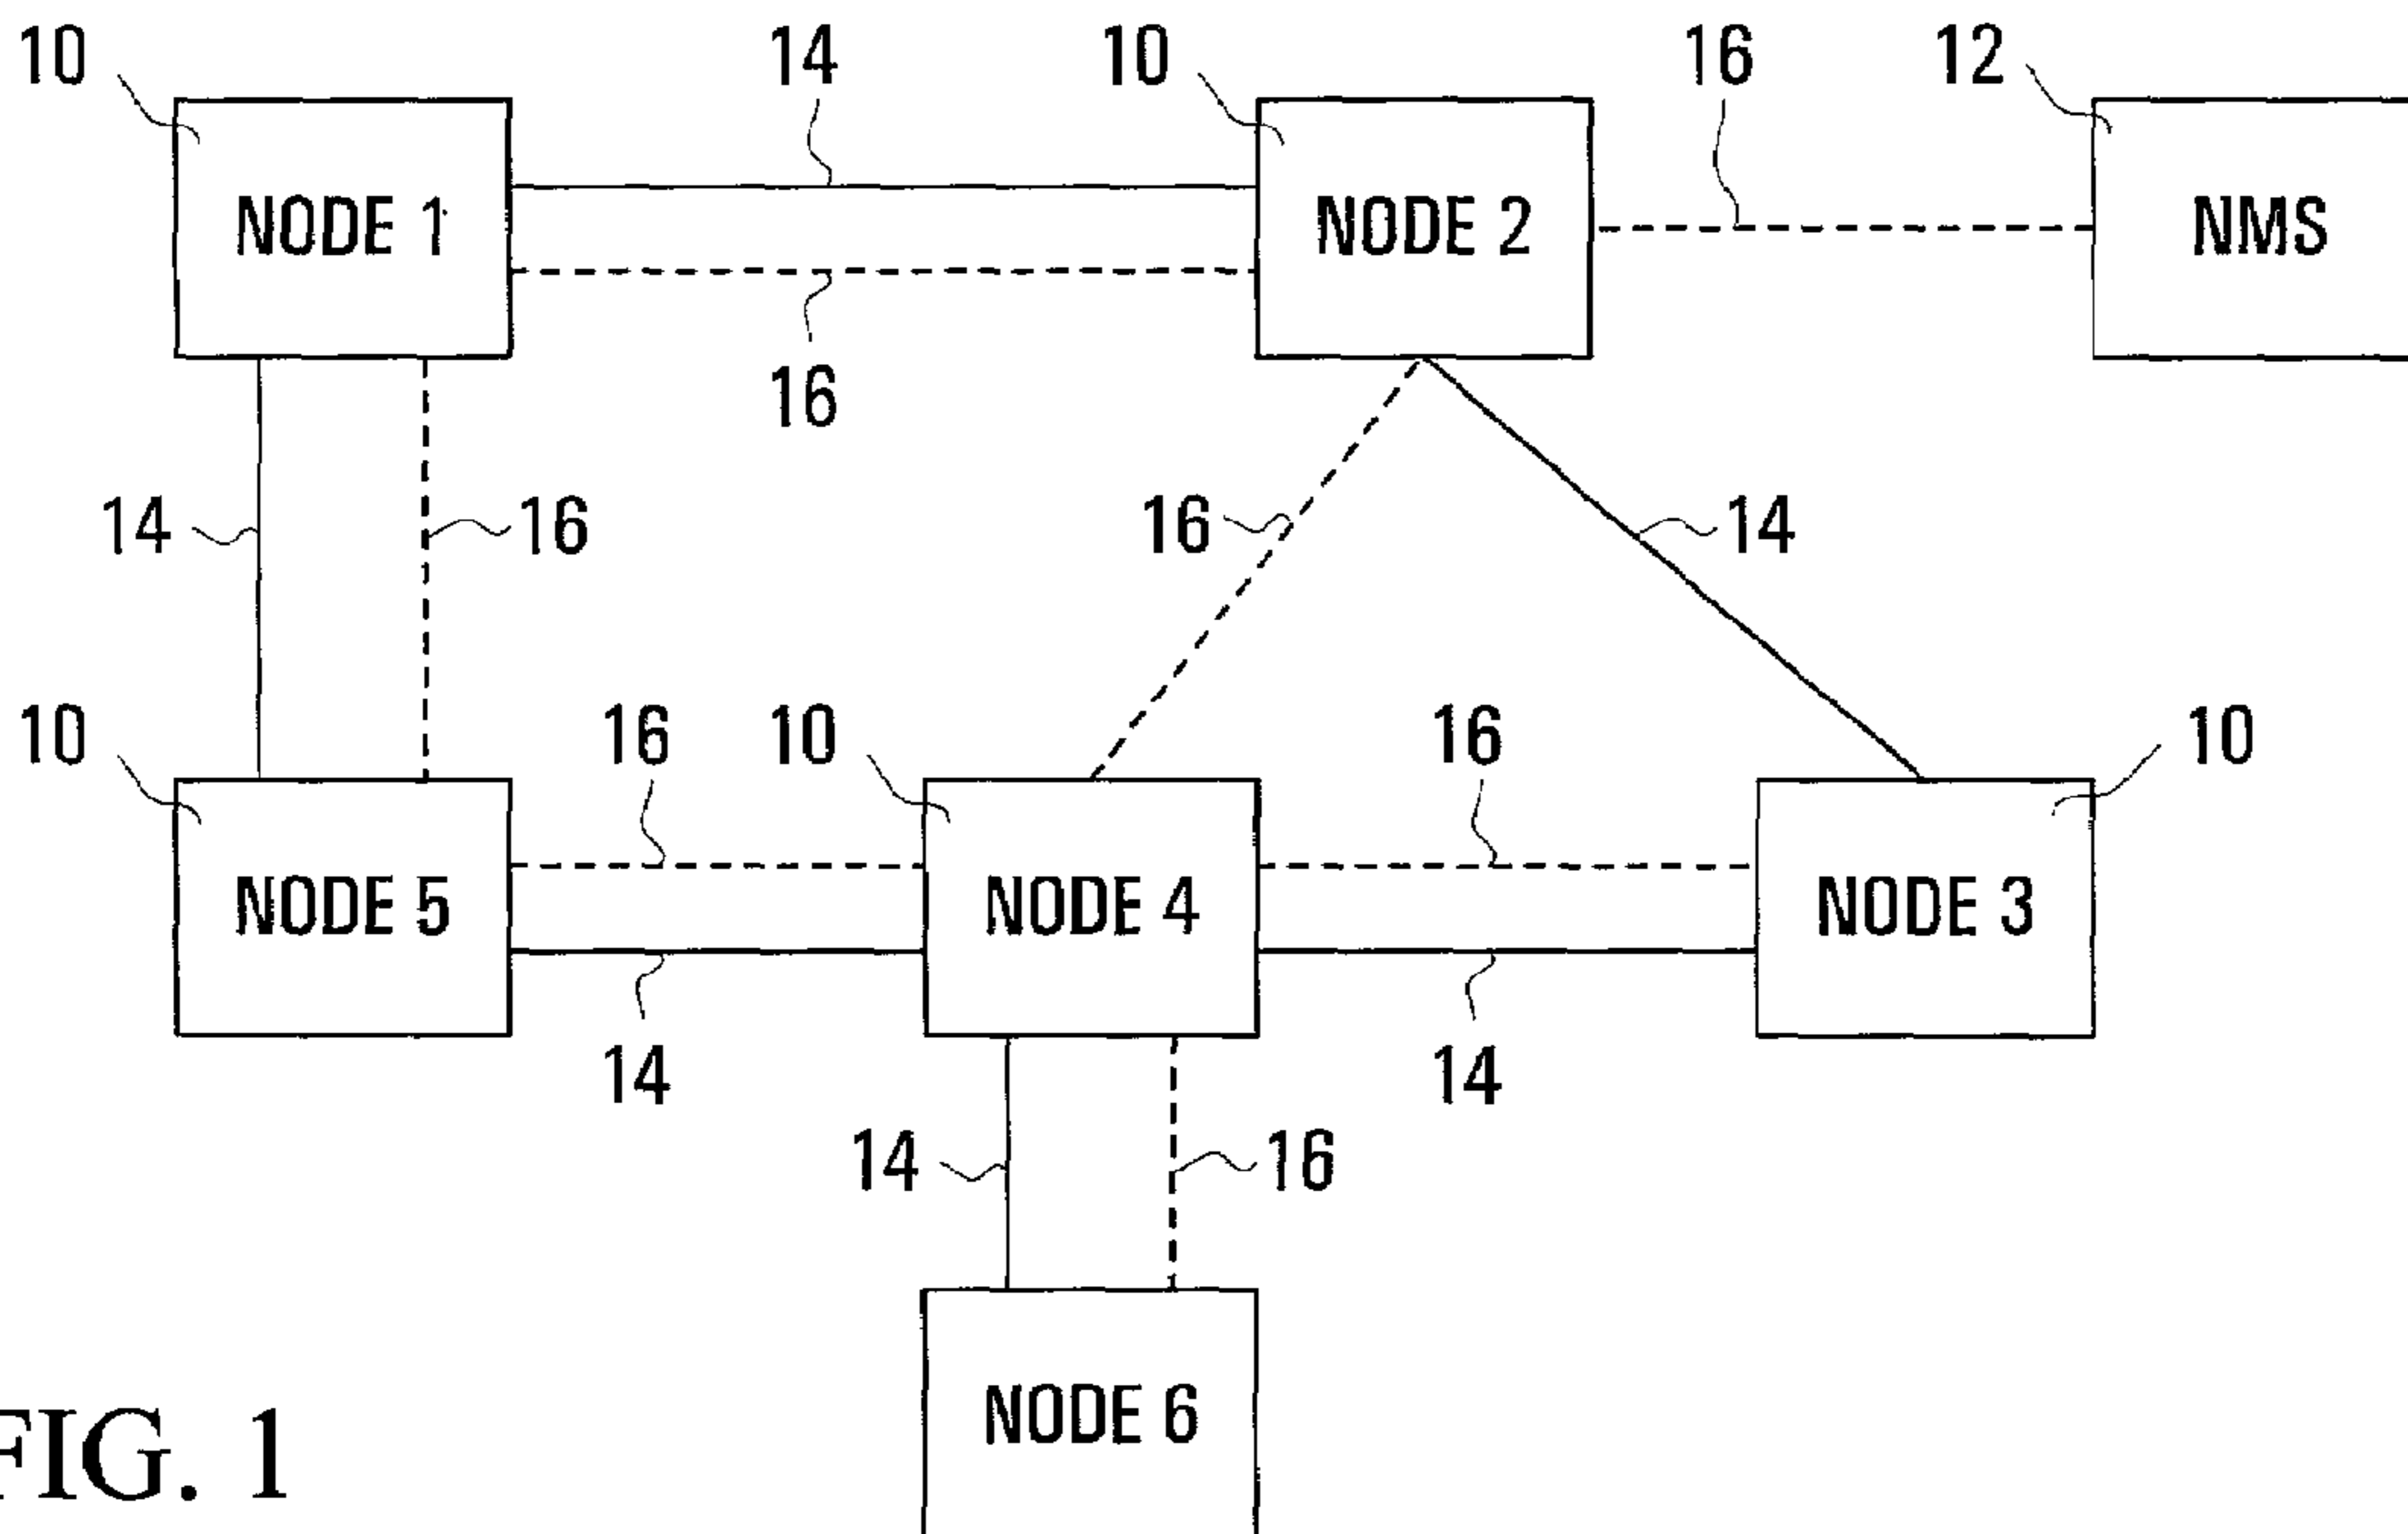 10 14 10 16 12
NODE 1 NODE 2 NMS
16
14 16 16 14
10 16 10 16 10
NODE 5 NODE 4 NODE 3
14 14
14 16
NODE 6
FIG. 1